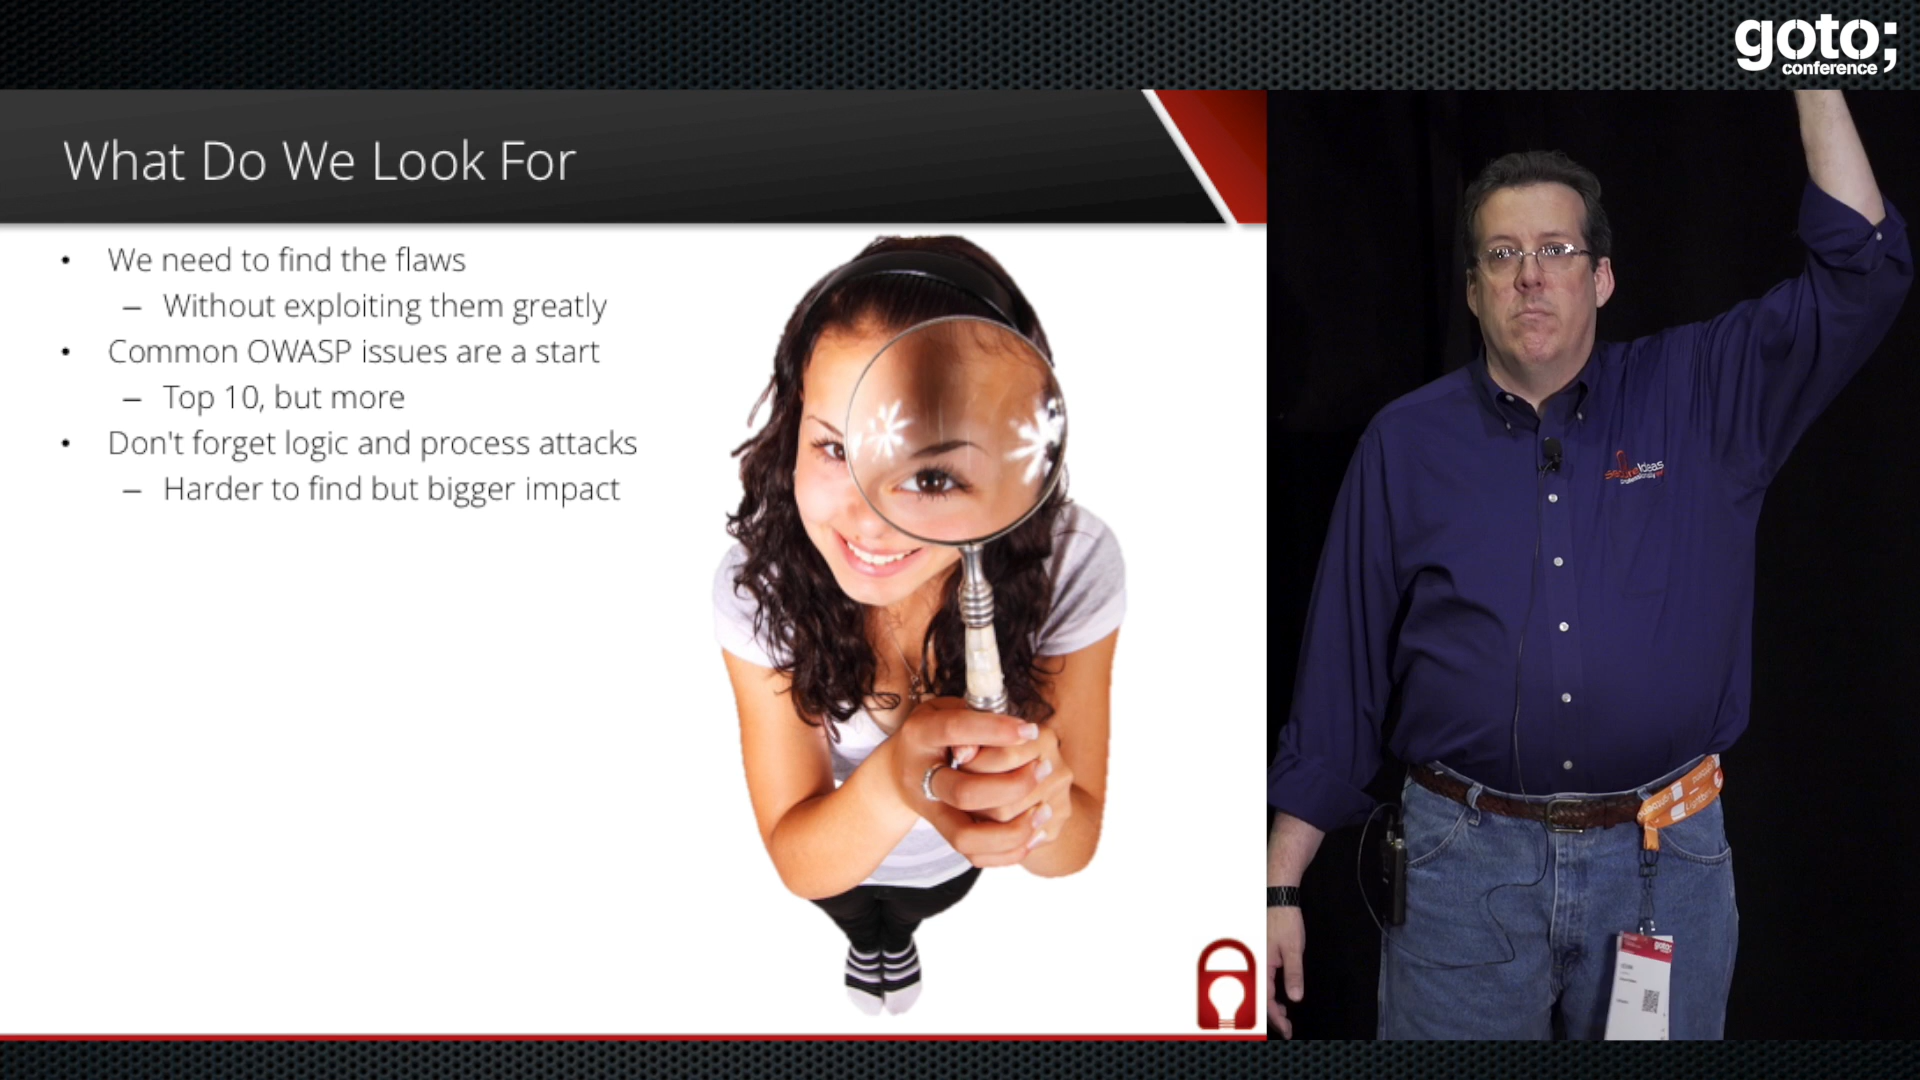 goto;
conference
What Do We Look For
• We need to find the flaws
– Without exploiting them greatly
• Common OWASP issues are a start
– Top 10, but more
• Don't forget logic and process attacks
– Harder to find but bigger impact
secureideas
goto;